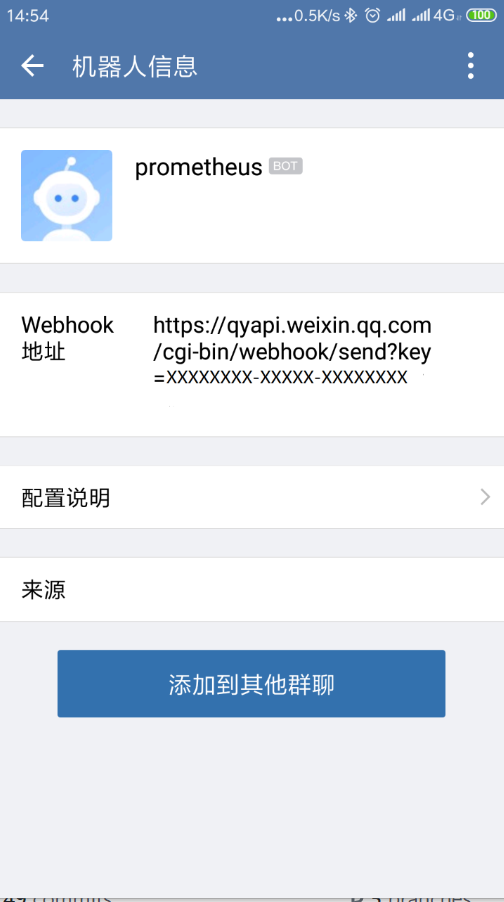 14:54 ...0.5K/s 4G 100
机器人信息
prometheus BOT
Webhook https://qyapi.weixin.qq.com
地址 /cgi-bin/webhook/send?key
=XXXXXXXX-XXXXX-XXXXXXXX
配置说明
来源
添加到其他群聊